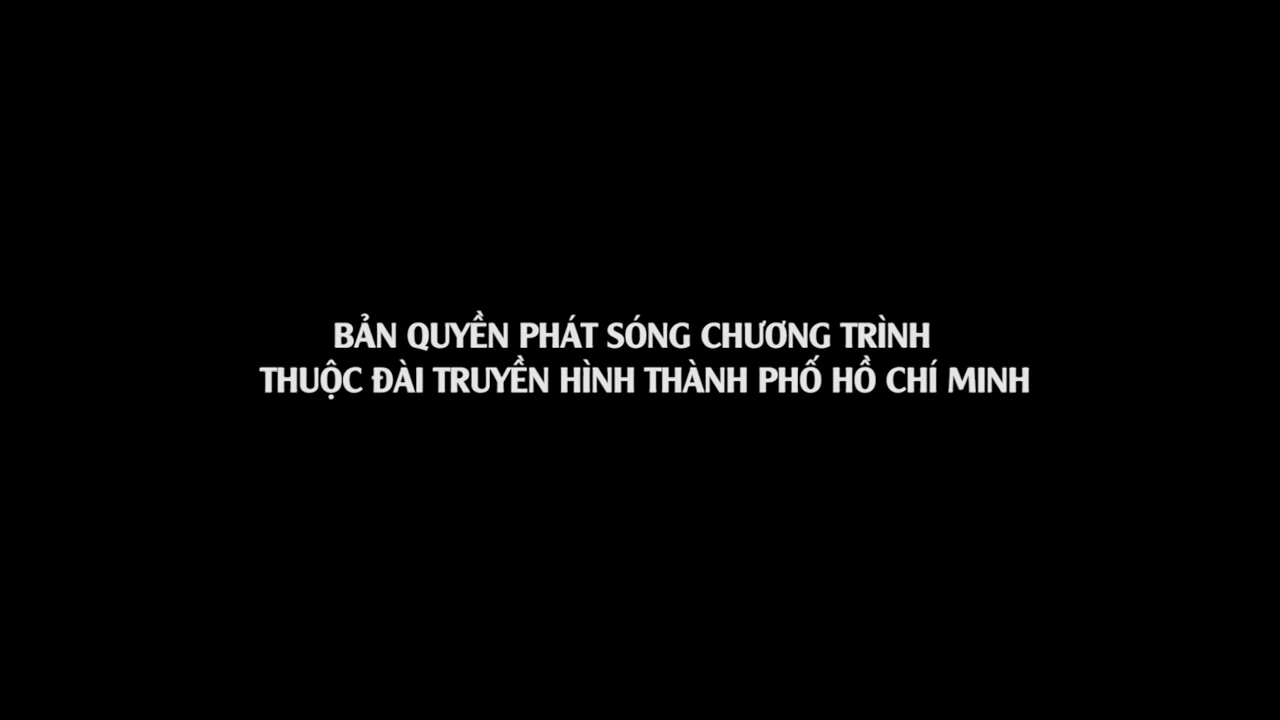 BẢN QUYỀN PHÁT SÓNG CHƯƠNG TRÌNH
THUỘC ĐÀI TRUYỀN HÌNH THÀNH PHỐ HỒ CHÍ MINH